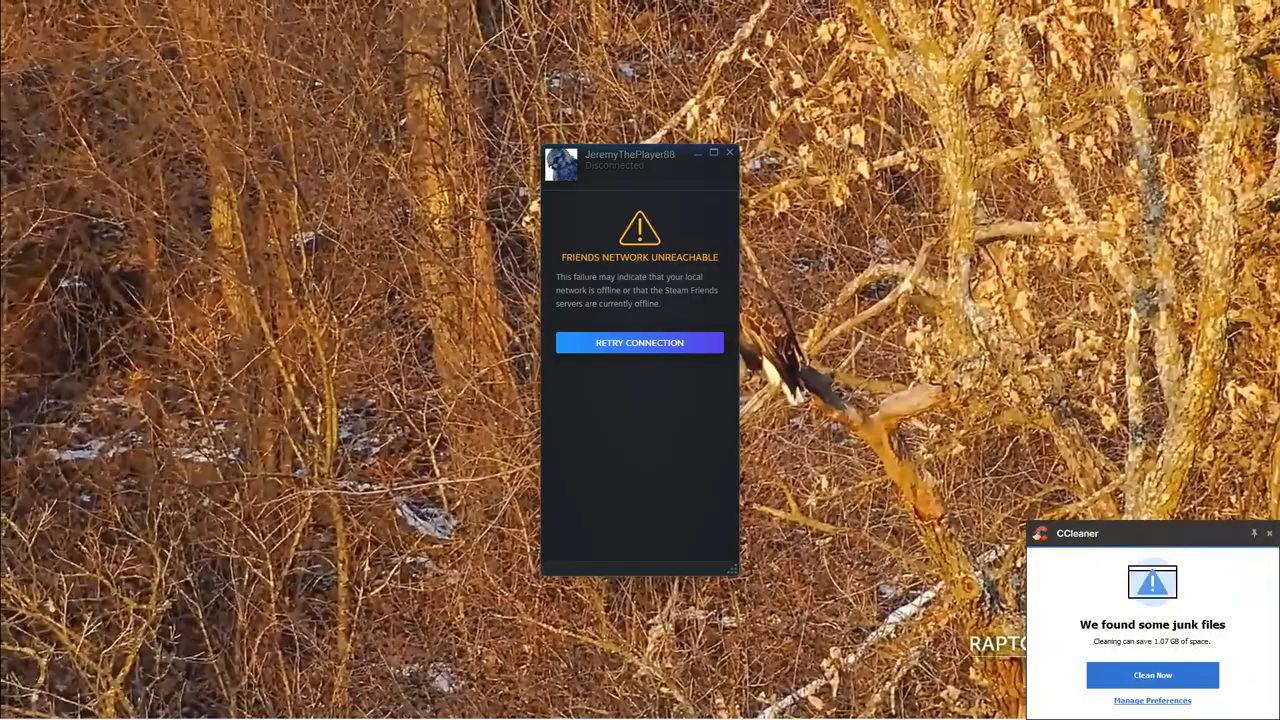 JeremyThePlayer88
Disconnected
FRIENDS NETWORK UNREACHABLE
This failure may indicate that your local
network is offline or that the Steam Friends
servers are currently offline.
RETRY CONNECTION
CCleaner
We found some junk files
Cleaning can save 1.07 GB of space.
RAPTO
Clean Now
Manage Preferences